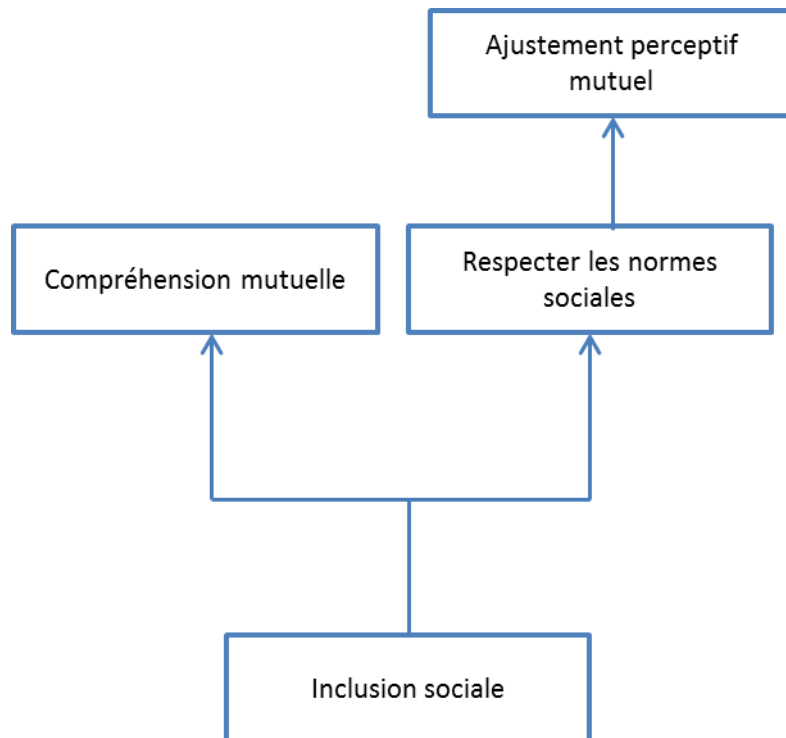 Ajustement perceptif
mutuel
Compréhension mutuelle
Respecter les normes
sociales
Inclusion sociale